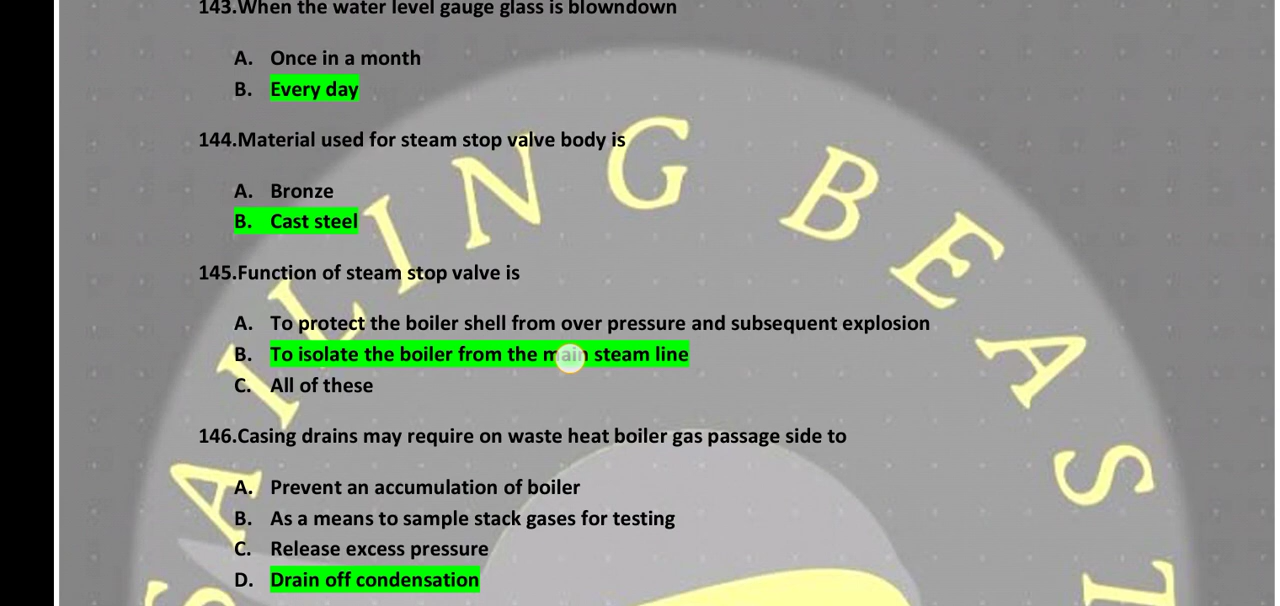 143.When the water level gauge glass is blowndown
A. Once in a month
B. Every day
144.Material used for steam stop valve body is
A. Bronze
B. Cast steel
145.Function of steam stop valve is
A. To protect the boiler shell from over pressure and subsequent explosion
B. To isolate the boiler from the main steam line
C. All of these
146.Casing drains may require on waste heat boiler gas passage side to
A. Prevent an accumulation of boiler
B. As a means to sample stack gases for testing
C. Release excess pressure
D. Drain off condensation
SAILING BEAST